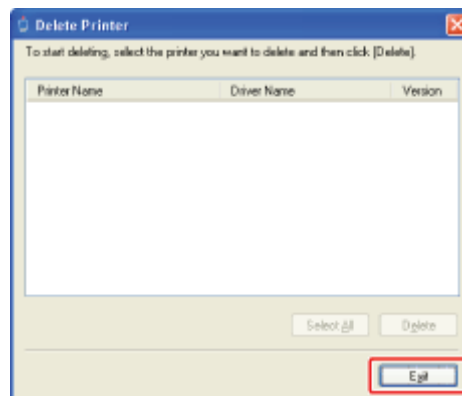 Delete Printer
To start deleting, select the printer you want to delete and then click [Delete].
Printer Name Driver Name Version
Select All Delete
Exit